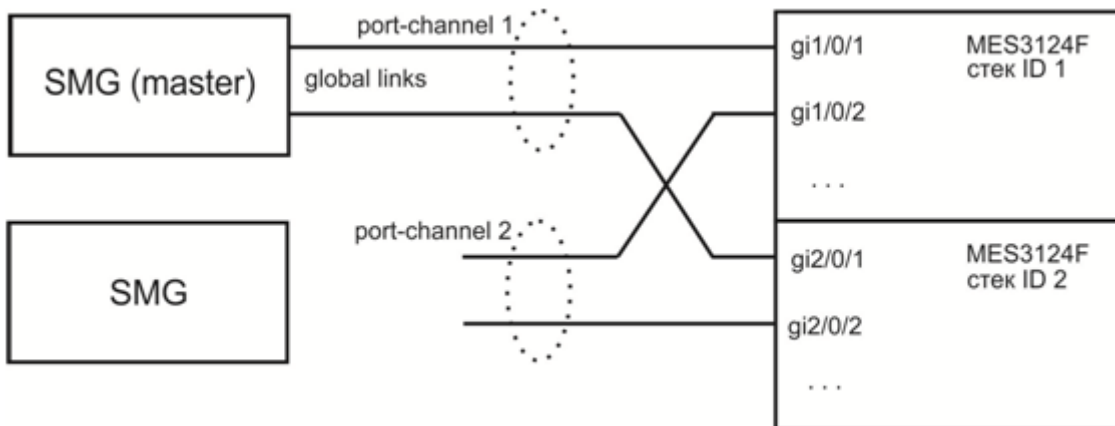 port-channel 1
SMG (master)
global links
gi1/0/1
MES3124F
стек ID 1
gi1/0/2
. . .
port-channel 2
SMG
gi2/0/1
MES3124F
стек ID 2
gi2/0/2
. . .